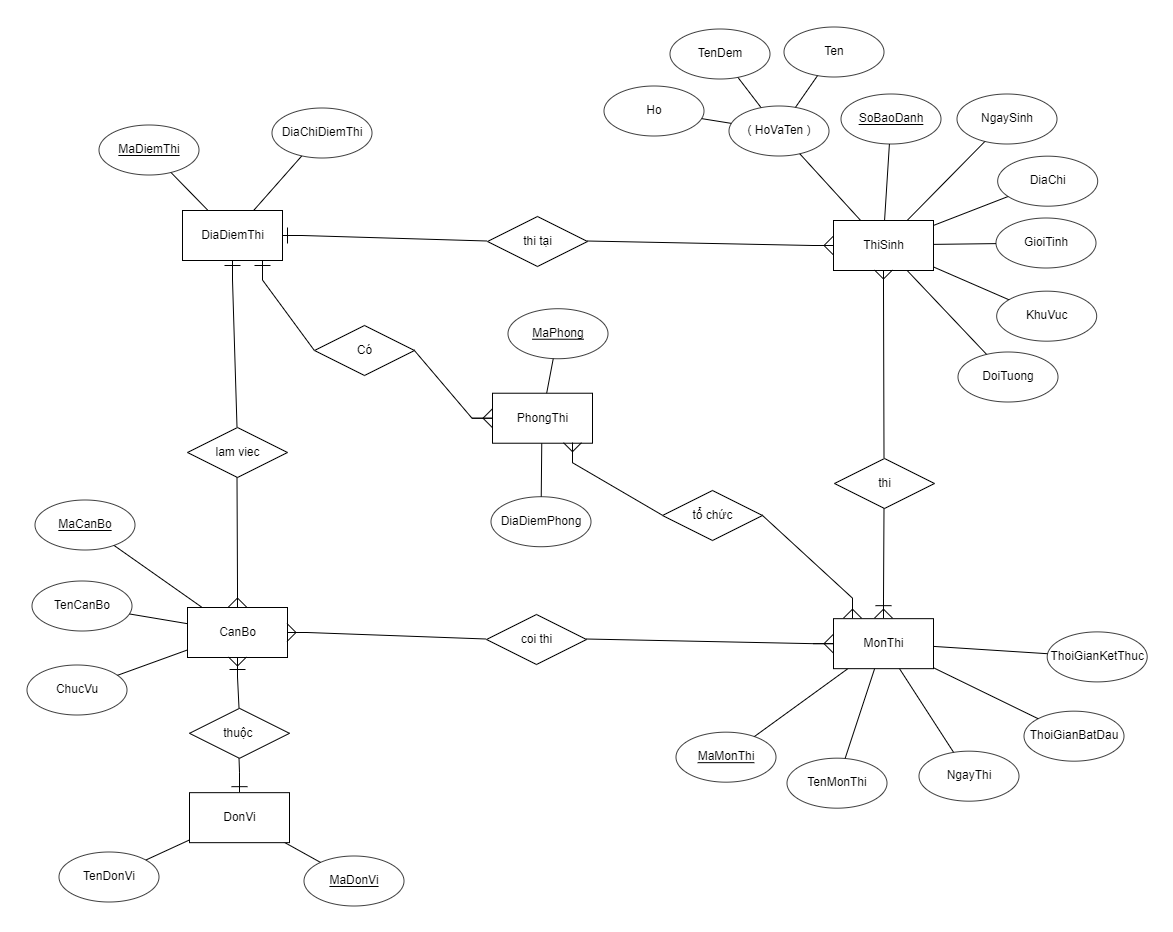 TenDem
Ten
Ho
( HoVaTen )
SoBaoDanh
NgaySinh
MaDiemThi
DiaChiDiemThi
DiaChi
DiaDiemThi
thi tại
ThiSinh
GioiTinh
KhuVuc
MaPhong
Có
DoiTuong
PhongThi
lam viec
thi
MaCanBo
DiaDiemPhong
tổ chức
TenCanBo
CanBo
coi thi
MonThi
ThoiGianKetThuc
ChucVu
thuộc
ThoiGianBatDau
MaMonThi
TenMonThi
NgayThi
DonVi
TenDonVi
MaDonVi